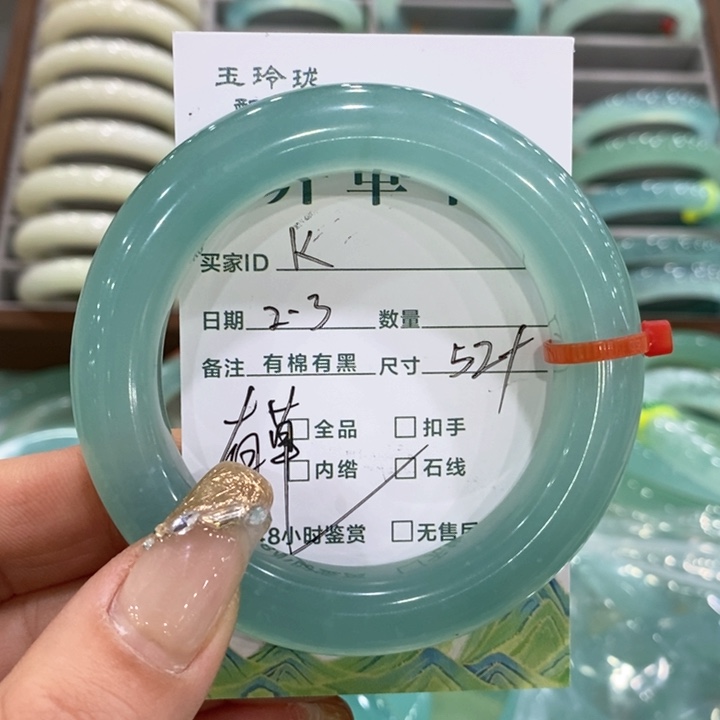 玉玲珑
买家ID K
日期 2-3 数量
备注 有棉有黑 尺寸 52+
有草 全品 扣手
内绺 石线
8小时鉴赏 无售后